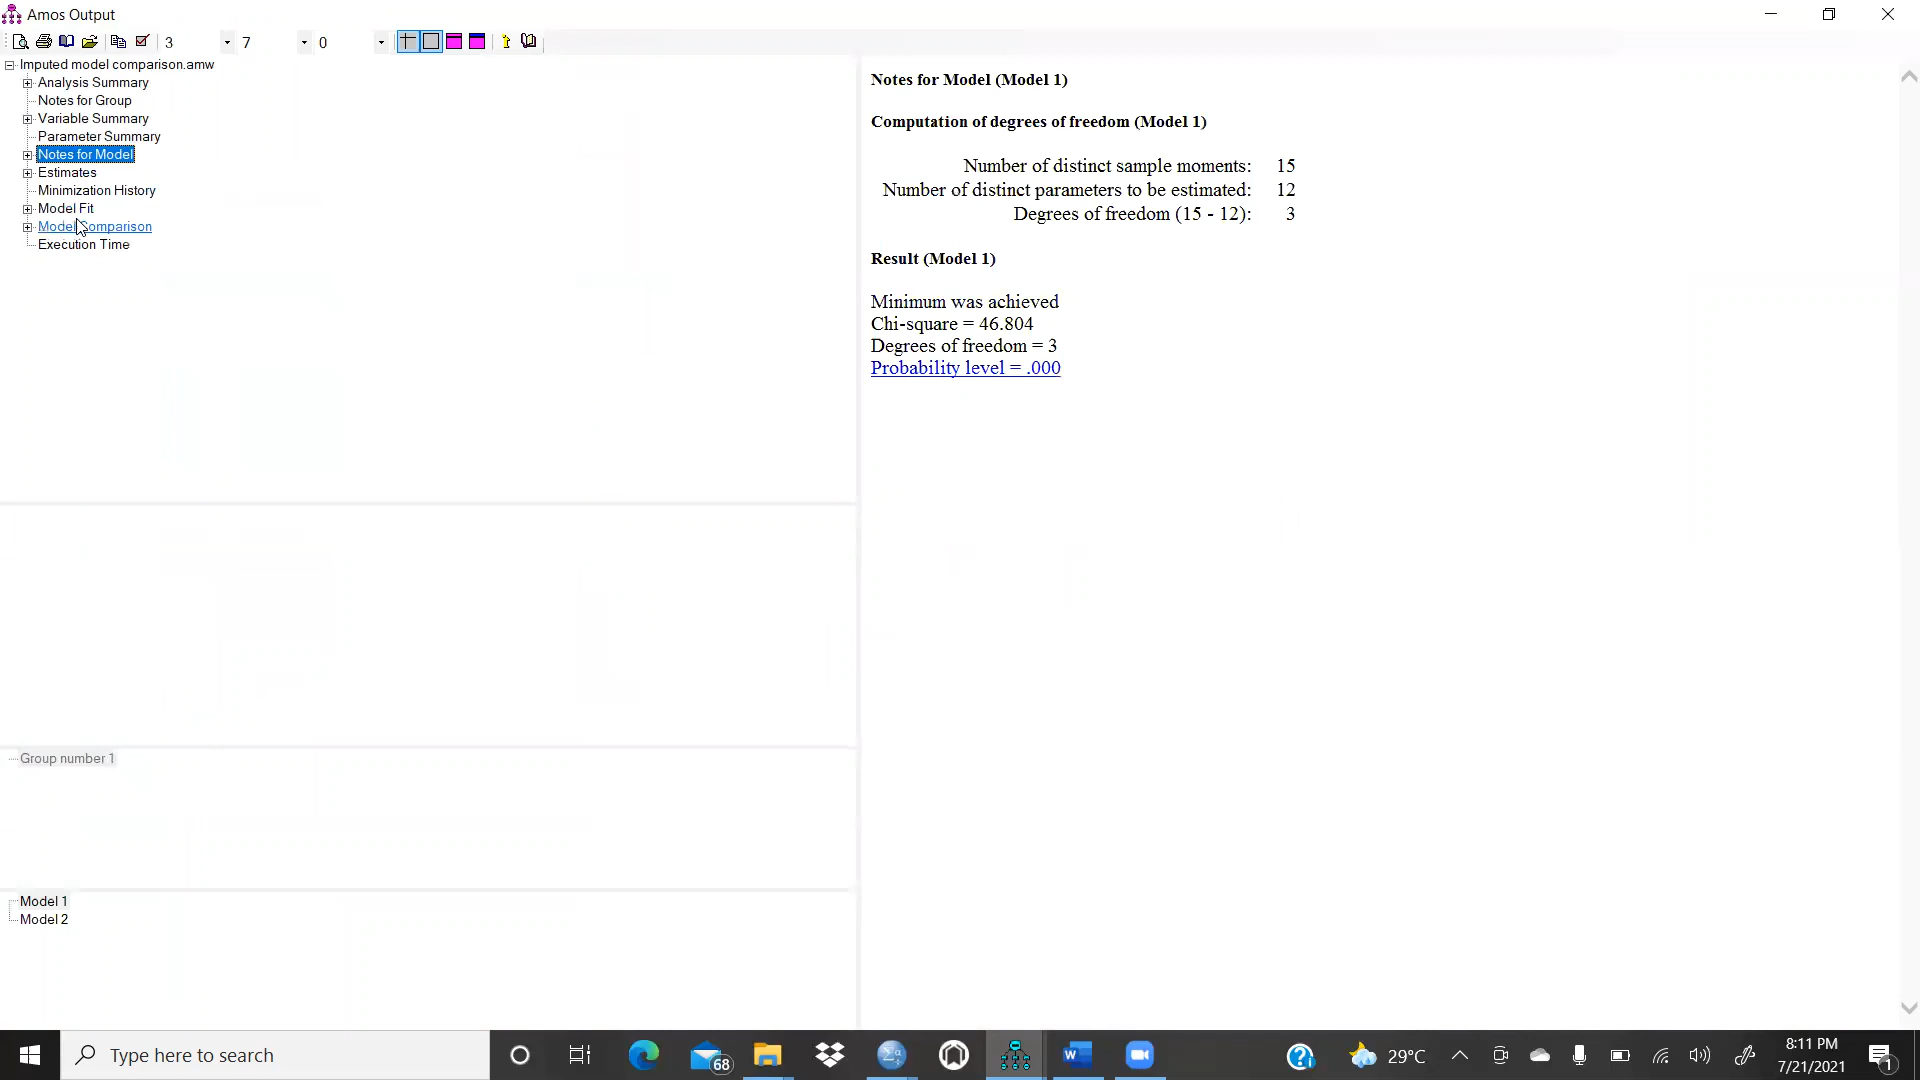 Amos Output
3 7 0
Imputed model comparison.amw
Analysis Summary
Notes for Group
Variable Summary
Parameter Summary
Notes for Model
Estimates
Minimization History
Model Fit
Model Comparison
Execution Time
Group number 1
Model 1
Model 2
Notes for Model (Model 1)
Computation of degrees of freedom (Model 1)
Number of distinct sample moments: 15
Number of distinct parameters to be estimated: 12
Degrees of freedom (15 - 12): 3
Result (Model 1)
Minimum was achieved
Chi-square = 46.804
Degrees of freedom = 3
Probability level = .000
Type here to search
68
Σα
W
29°C
8:11 PM
7/21/2021
1